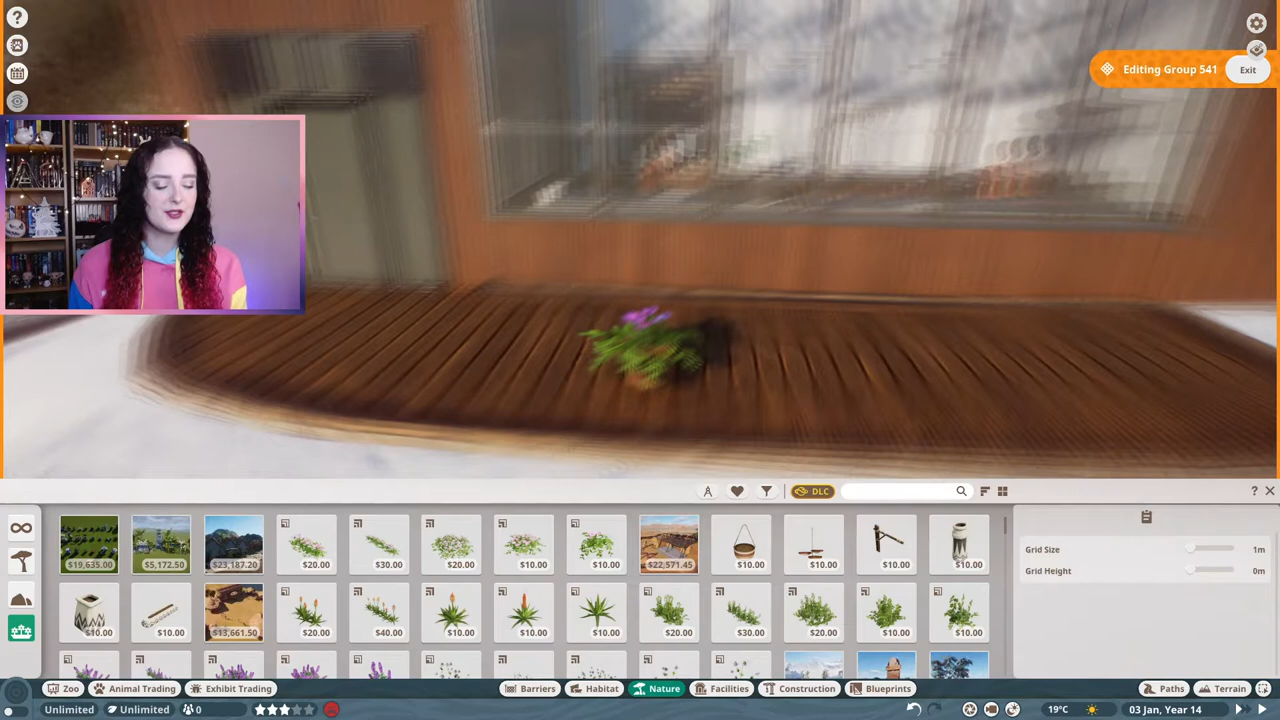 ?
Editing Group 541
Exit
DLC
?
$19,635.00
$5,172.50
$23,187.20
$20.00
$30.00
$20.00
$10.00
$10.00
$22,571.45
$10.00
$10.00
$10.00
$10.00
Grid Size
1m
Grid Height
0m
$10.00
$10.00
$13,661.50
$20.00
$40.00
$10.00
$10.00
$10.00
$20.00
$30.00
$20.00
$10.00
$10.00
Zoo
Animal Trading
Exhibit Trading
Barriers
Habitat
Nature
Facilities
Construction
Blueprints
Paths
Terrain
Unlimited
Unlimited
0
19°C
03 Jan, Year 14